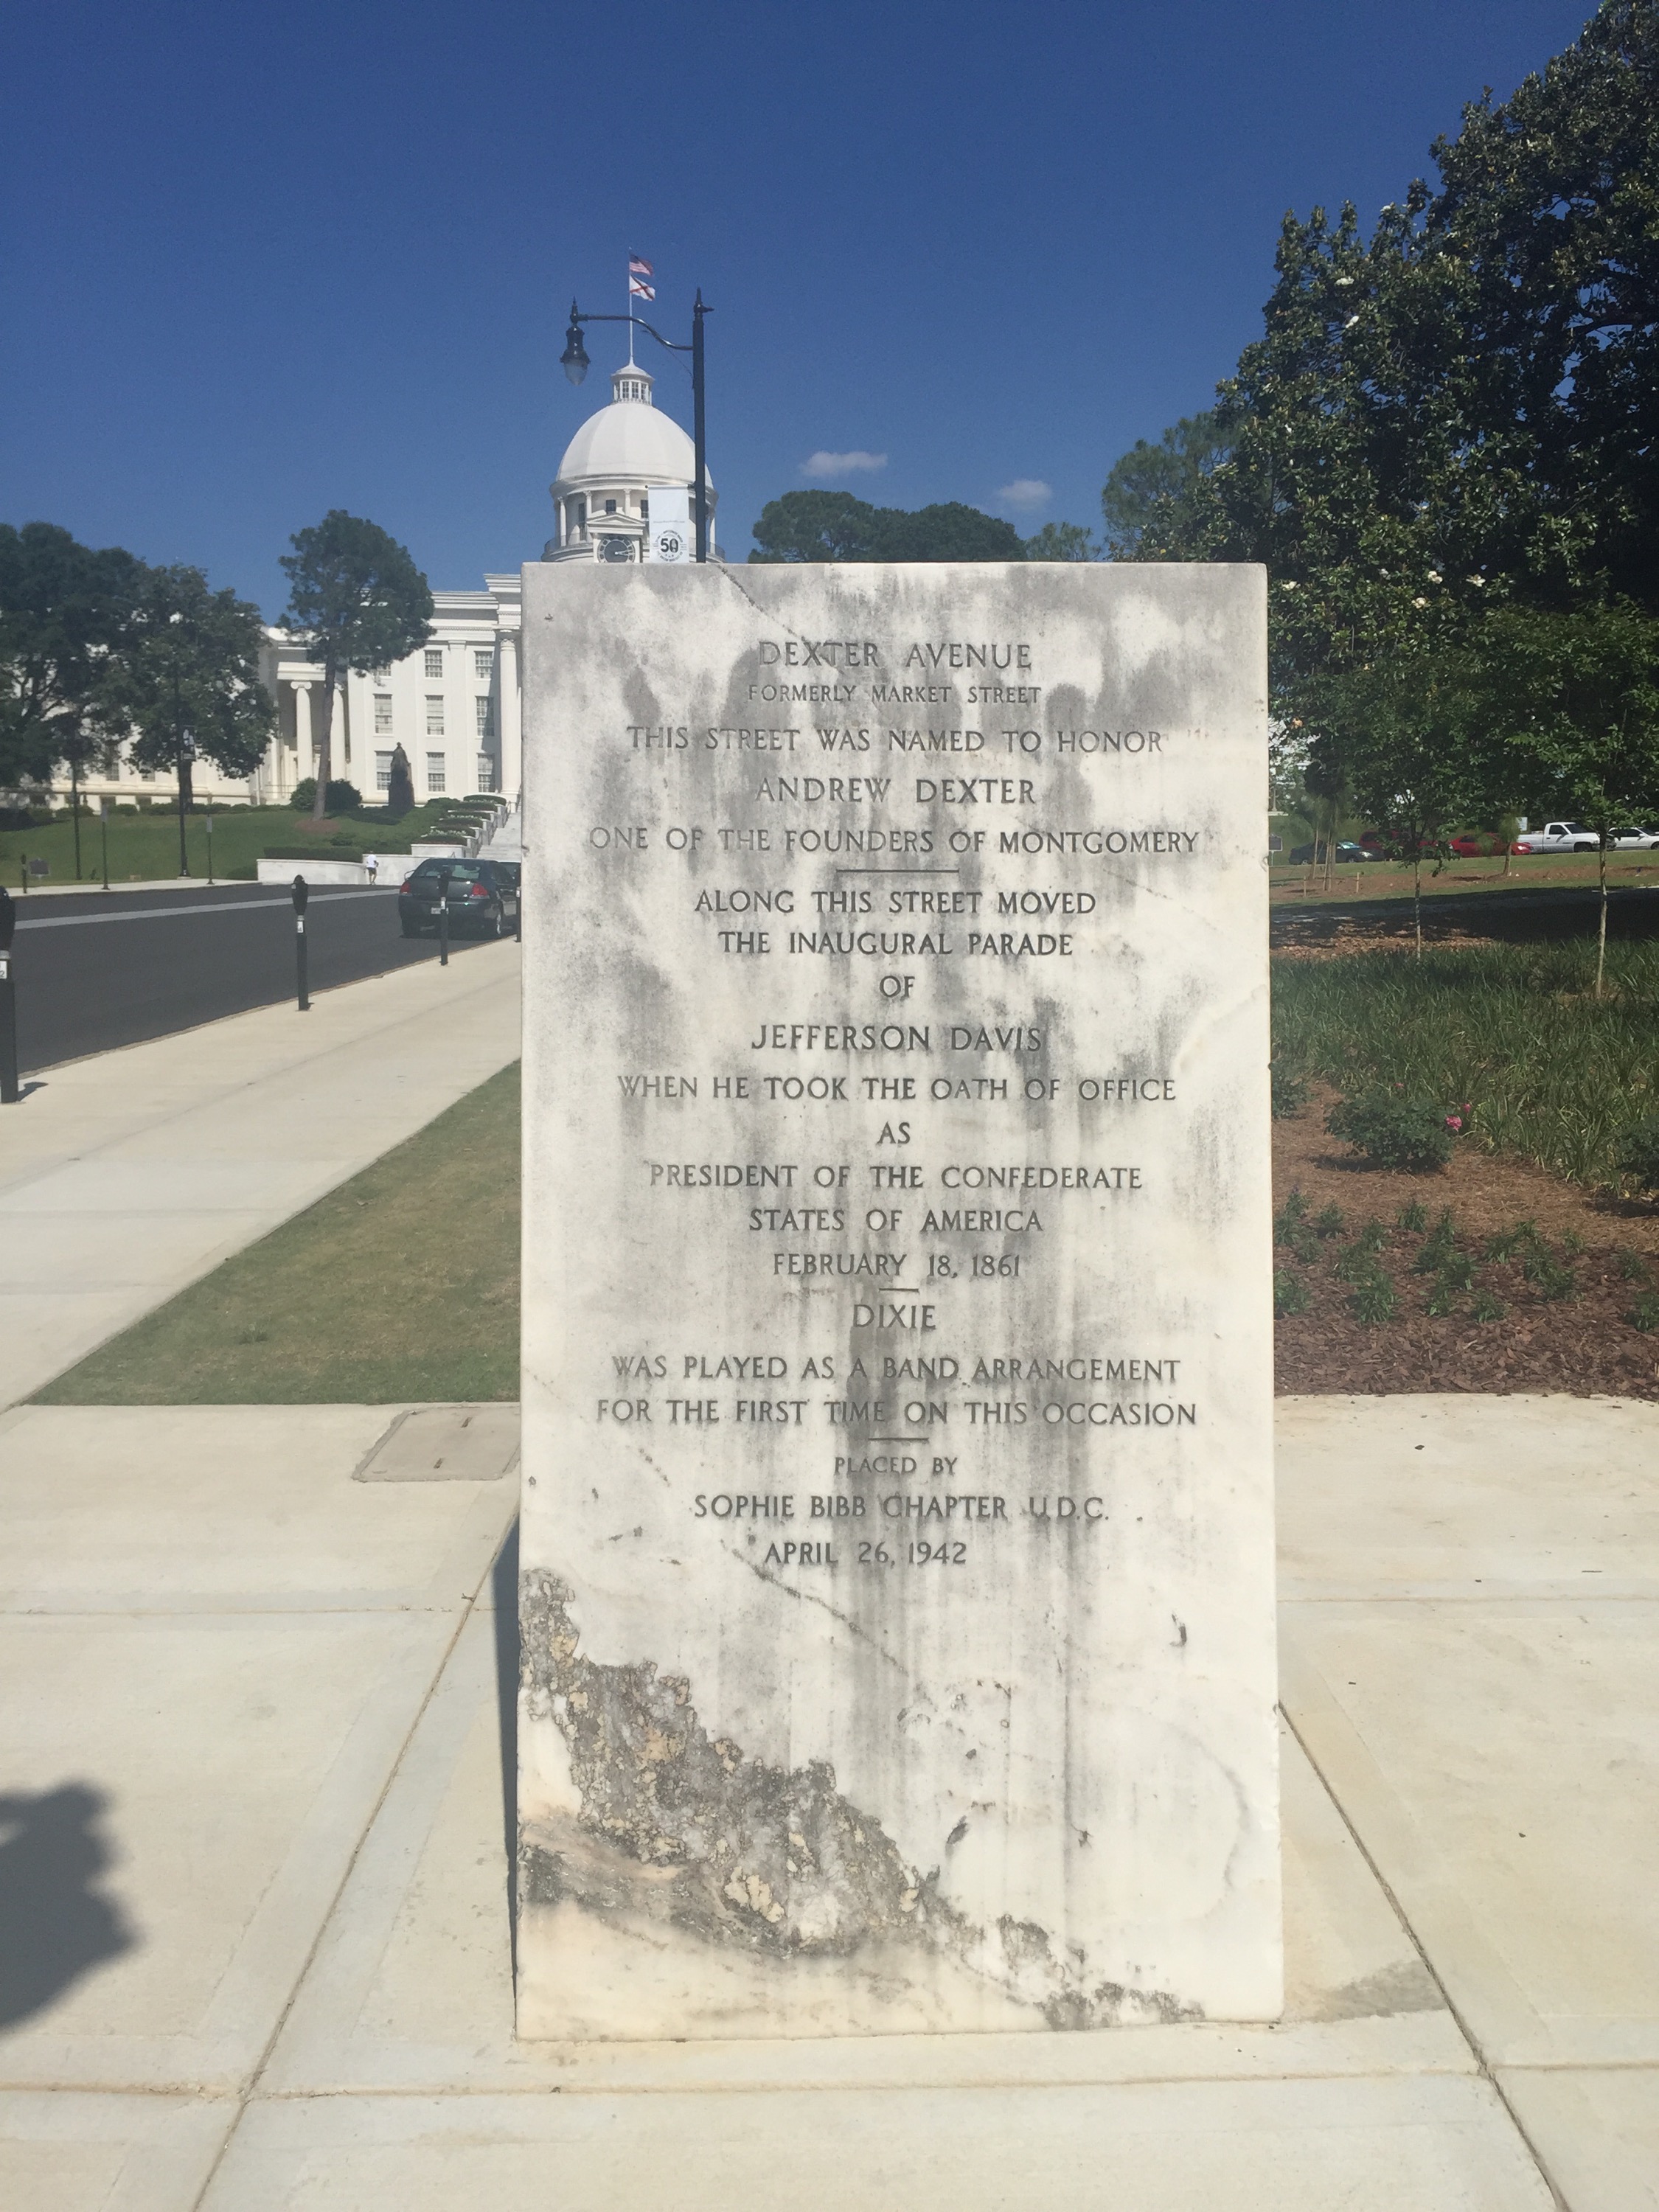 50
DEXTER AVENUE
FORMERLY MARKET STREET
THIS STREET WAS NAMED TO HONOR
ANDREW DEXTER
ONE OF THE FOUNDERS OF MONTGOMERY
ALONG THIS STREET MOVED
THE INAUGURAL PARADE
OF
JEFFERSON DAVIS
WHEN HE TOOK THE OATH OF OFFICE
AS
PRESIDENT OF THE CONFEDERATE
STATES OF AMERICA
FEBRUARY 18, 1861
DIXIE
WAS PLAYED AS A BAND ARRANGEMENT
FOR THE FIRST TIME ON THIS OCCASION
PLACED BY
SOPHIE BIBB CHAPTER U.D.C.
APRIL 26, 1942